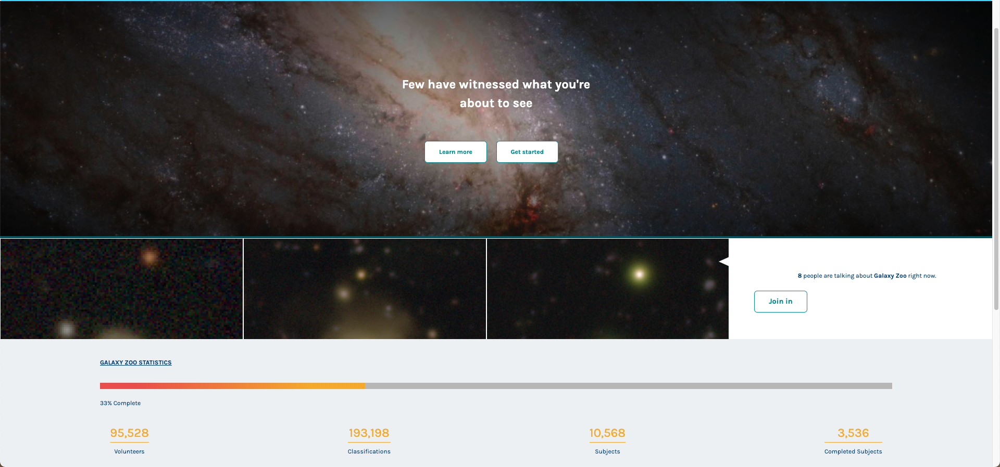 Few have witnessed what you're
about to see
Learn more
Get started
8 people are talking about Galaxy Zoo right now.
Join in
GALAXY ZOO STATISTICS
33% Complete
95,528
Volunteers
193,198
Classifications
10,568
Subjects
3,536
Completed Subjects